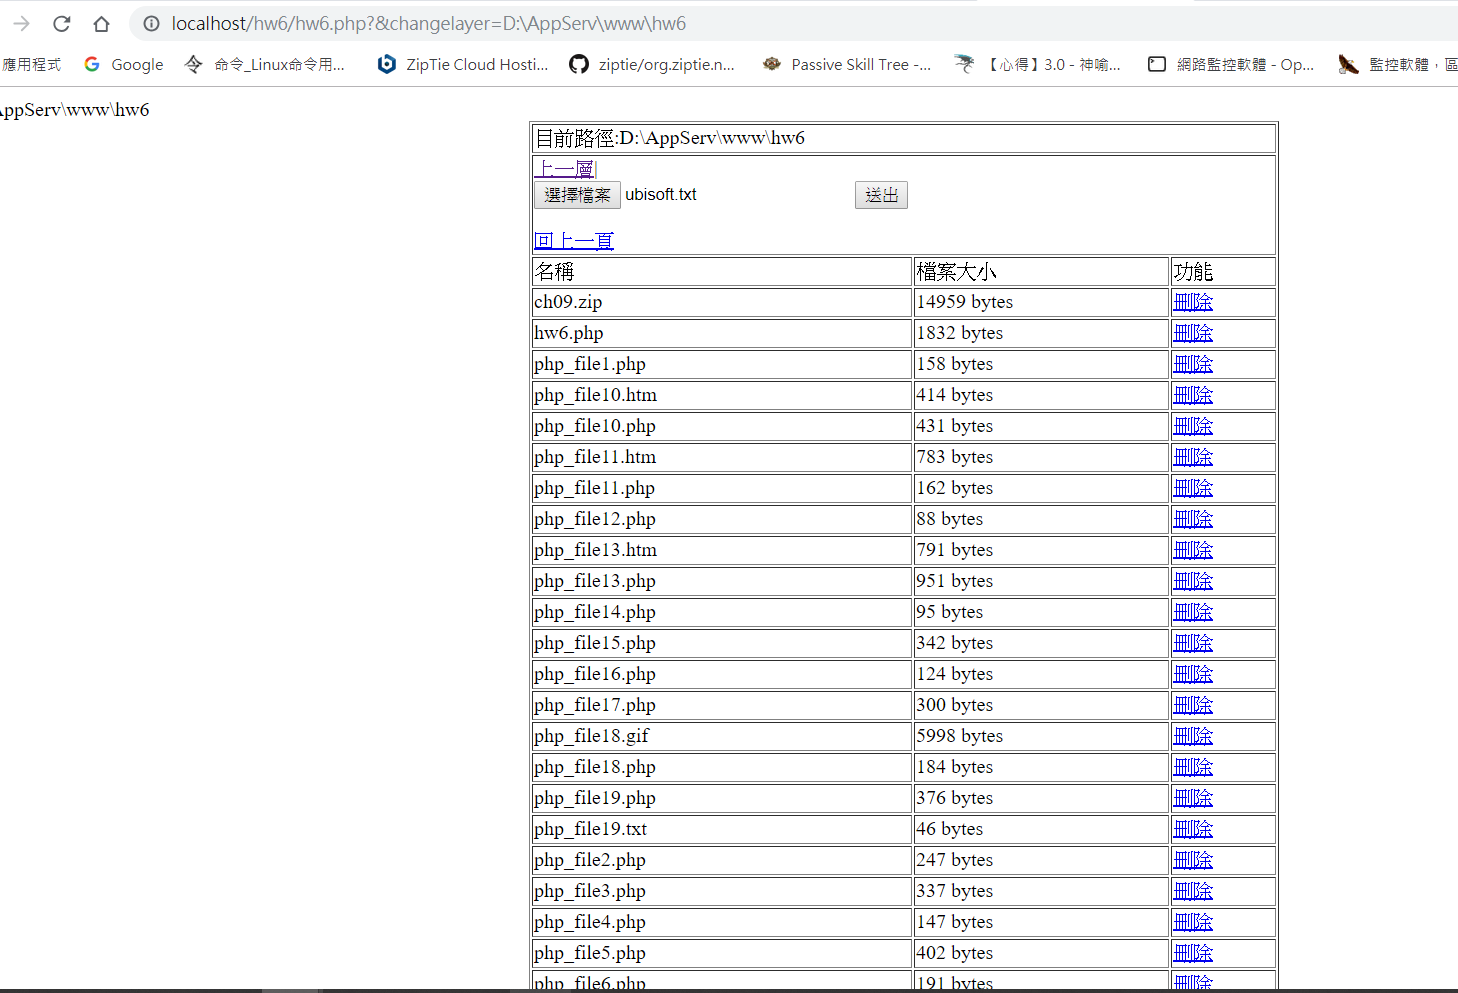 localhost/hw6/hw6.php?&changelayer=D:\AppServ\www\hw6
應用程式 Google 命令_Linux命令用... ZipTie Cloud Hosti... ziptie/org.ziptie.n... Passive Skill Tree -... 【心得】3.0 - 神喻... 網路監控軟體 - Op... 監控軟體，區
AppServ\www\hw6
目前路徑:D:\AppServ\www\hw6
上一層|
選擇檔案 ubisoft.txt 送出
回上一頁
名稱 檔案大小 功能
ch09.zip 14959 bytes 刪除
hw6.php 1832 bytes 刪除
php_file1.php 158 bytes 刪除
php_file10.htm 414 bytes 刪除
php_file10.php 431 bytes 刪除
php_file11.htm 783 bytes 刪除
php_file11.php 162 bytes 刪除
php_file12.php 88 bytes 刪除
php_file13.htm 791 bytes 刪除
php_file13.php 951 bytes 刪除
php_file14.php 95 bytes 刪除
php_file15.php 342 bytes 刪除
php_file16.php 124 bytes 刪除
php_file17.php 300 bytes 刪除
php_file18.gif 5998 bytes 刪除
php_file18.php 184 bytes 刪除
php_file19.php 376 bytes 刪除
php_file19.txt 46 bytes 刪除
php_file2.php 247 bytes 刪除
php_file3.php 337 bytes 刪除
php_file4.php 147 bytes 刪除
php_file5.php 402 bytes 刪除
php_file6.php 191 bytes 刪除